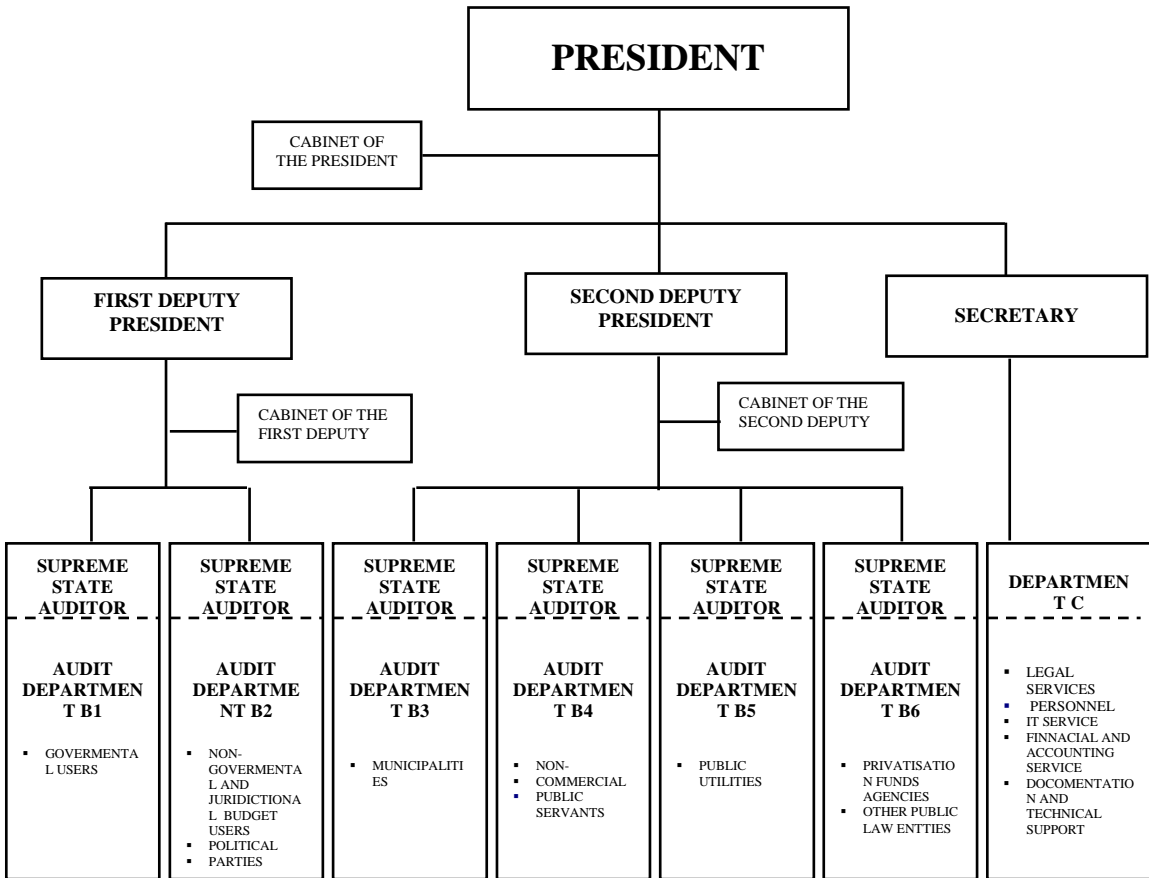 PRESIDENT
CABINET OF
THE PRESIDENT
FIRST DEPUTY
PRESIDENT
SECOND DEPUTY
PRESIDENT
SECRETARY
CABINET OF THE
FIRST DEPUTY
CABINET OF THE
SECOND DEPUTY
SUPREME
STATE
AUDITOR
AUDIT
DEPARTMEN
T B1
▪ GOVERMENTA
L USERS
SUPREME
STATE
AUDITOR
AUDIT
DEPARTME
NT B2
▪ NON-
GOVERMENTA
L AND
JURIDICTIONA
L BUDGET
USERS
▪ POLITICAL
▪ PARTIES
SUPREME
STATE
AUDITOR
AUDIT
DEPARTMEN
T B3
▪ MUNICIPALITI
ES
SUPREME
STATE
AUDITOR
AUDIT
DEPARTMEN
T B4
▪ NON-
▪ COMMERCIAL
▪ PUBLIC
SERVANTS
SUPREME
STATE
AUDITOR
AUDIT
DEPARTMEN
T B5
▪ PUBLIC
UTILITIES
SUPREME
STATE
AUDITOR
AUDIT
DEPARTMEN
T B6
▪ PRIVATISATIO
N FUNDS
AGENCIES
▪ OTHER PUBLIC
LAW ENTTIES
DEPARTMEN
T C
▪ LEGAL
SERVICES
▪ PERSONNEL
▪ IT SERVICE
▪ FINNACIAL AND
ACCOUNTING
SERVICE
▪ DOCOMENTATIO
N AND
TECHNICAL
SUPPORT